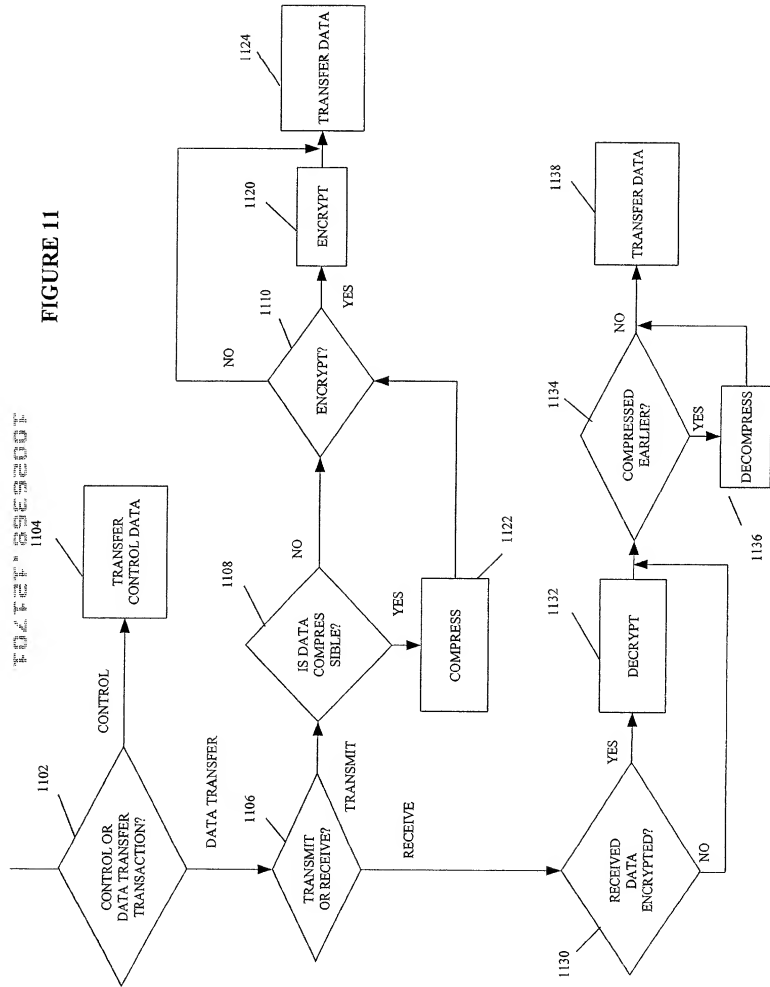 FIGURE 11
1102
CONTROL OR
DATA TRANSFER
TRANSACTION?
CONTROL
1104
TRANSFER
CONTROL DATA
DATA TRANSFER
1106
TRANSMIT
OR RECEIVE?
TRANSMIT
RECEIVE
1108
IS DATA
COMPRES
SIBLE?
NO
YES
1122
COMPRESS
1110
ENCRYPT?
NO
YES
1120
ENCRYPT
1124
TRANSFER DATA
1130
RECEIVED
DATA
ENCRYPTED?
YES
NO
1132
DECRYPT
1134
COMPRESSED
EARLIER?
NO
YES
1136
DECOMPRESS
1138
TRANSFER DATA